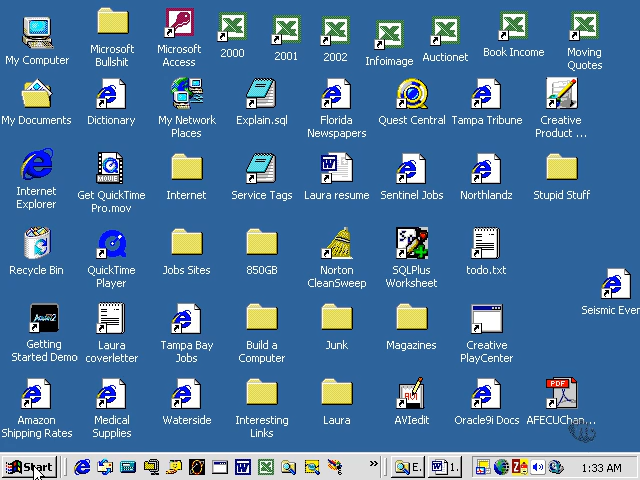 My Computer
Microsoft
Bullshit
Microsoft
Access
2000
2001
2002
Infoimage
Auctionet
Book Income
Moving
Quotes
My Documents
Dictionary
My Network
Places
Explain.sql
Florida
Newspapers
Quest Central
Tampa Tribune
Creative
Product ...
Internet
Explorer
MOVIE
Get QuickTime
Pro.mov
Internet
Service Tags
Laura resume
Sentinel Jobs
Northlandz
Stupid Stuff
Recycle Bin
QuickTime
Player
Jobs Sites
850GB
Norton
CleanSweep
SQLPlus
Worksheet
todo.txt
Seismic Ever
Getting
Started Demo
Laura
coverletter
Tampa Bay
Jobs
Build a
Computer
Junk
Magazines
Creative
PlayCenter
Amazon
Shipping Rates
Medical
Supplies
Waterside
Interesting
Links
Laura
AVI
AVIedit
Oracle9i Docs
PDF
AFECUChan...
Start
»
E.
1.
1:33 AM